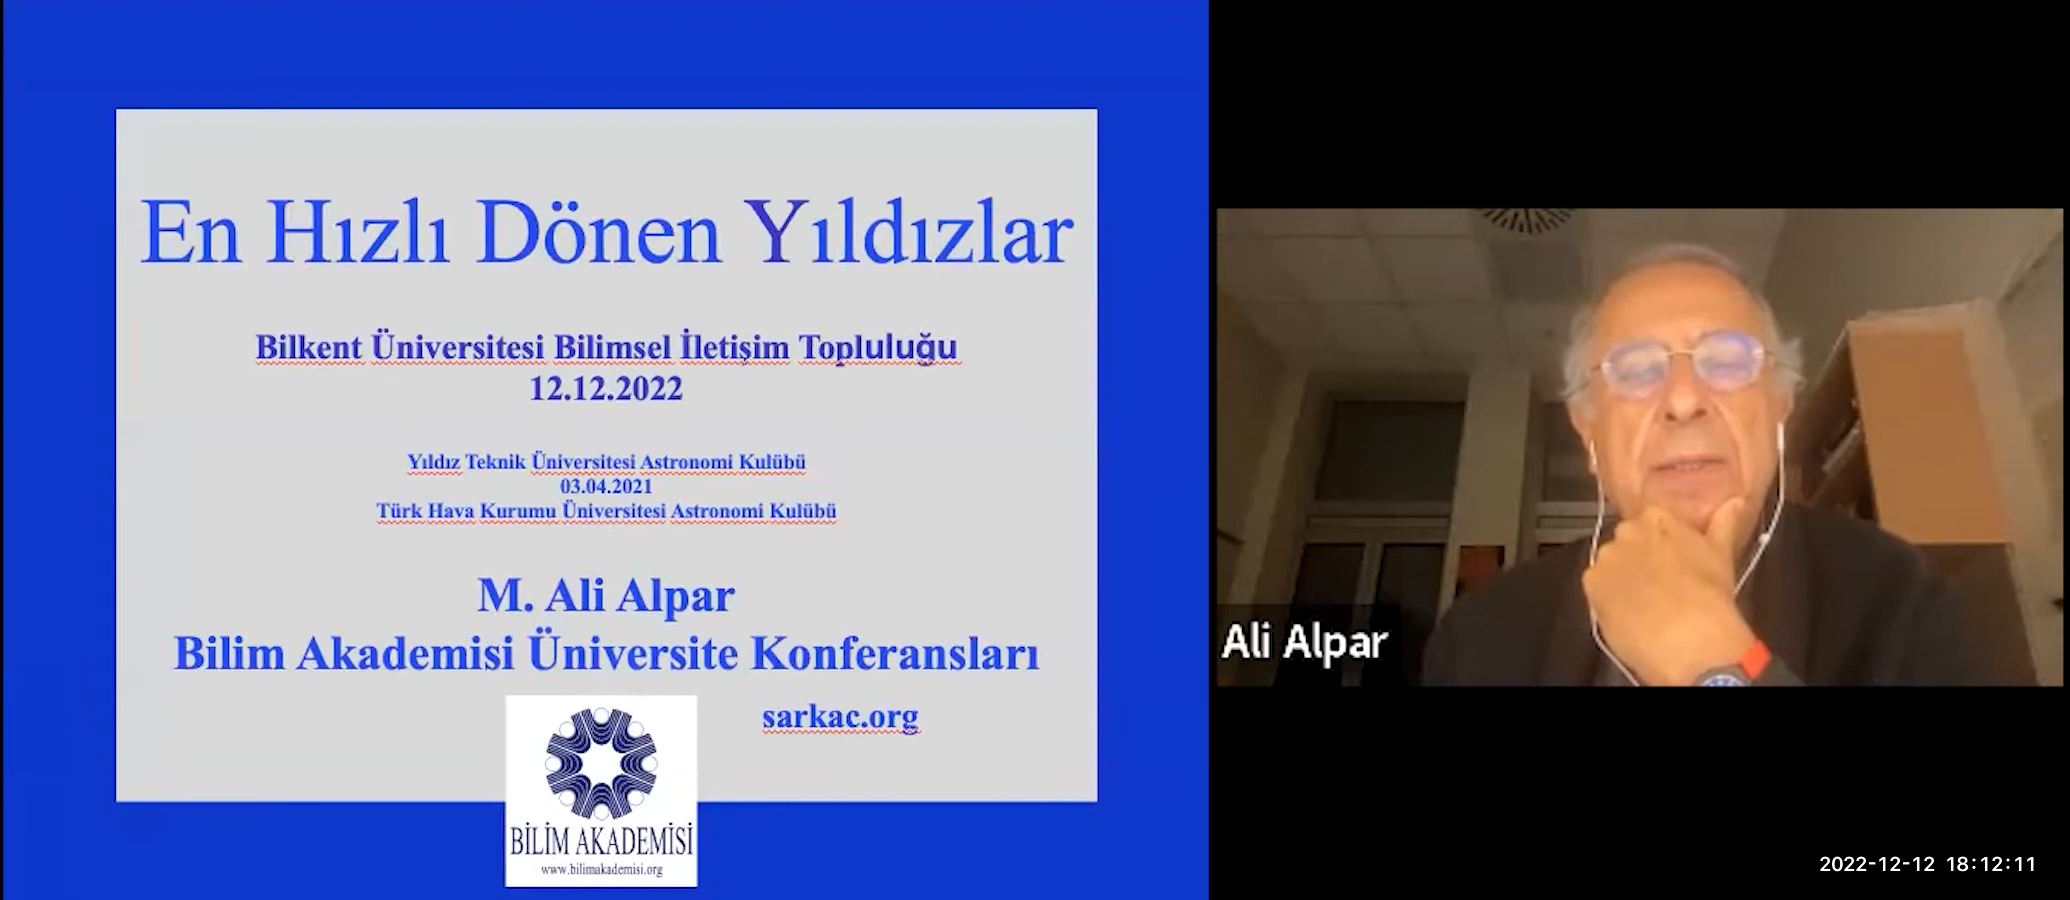 En Hızlı Dönen Yıldızlar
Bilkent Üniversitesi Bilimsel İletişim Topluluğu
12.12.2022
Yıldız Teknik Üniversitesi Astronomi Kulübü
03.04.2021
Türk Hava Kurumu Üniversitesi Astronomi Kulübü
M. Ali Alpar
Bilim Akademisi Üniversite Konferansları
sarkac.org
BİLİM AKADEMİSİ
www.bilimakademisi.org
Ali Alpar
2022-12-12 18:12:11